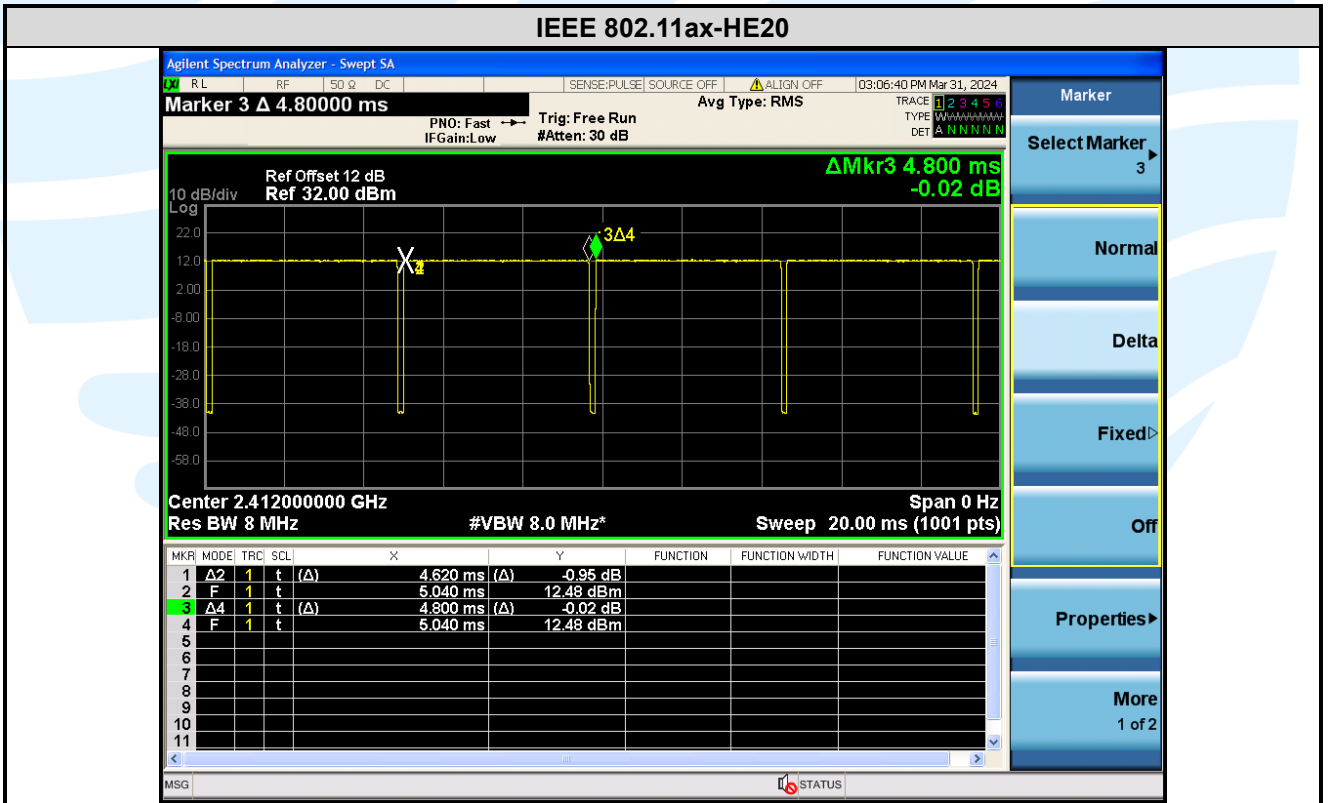 IEEE 802.11ax-HE20
Agilent Spectrum Analyzer - Swept SA
LXI RL RF 50 Ω DC SENSE:PULSE SOURCE OFF ALIGN OFF 03:06:40 PM Mar 31, 2024
Marker 3 Δ 4.80000 ms
Avg Type: RMS
TRACE 1 2 3 4 5 6
TYPE
DET A N N N N N
PNO: Fast
IFGain:Low
Trig: Free Run
#Atten: 30 dB
ΔMkr3 4.800 ms
-0.02 dB
Ref Offset 12 dB
10 dB/div Ref 32.00 dBm
Log
22.0
12.0
2.00
-8.00
-18.0
-28.0
-38.0
-48.0
-58.0
3Δ4
Center 2.412000000 GHz Span 0 Hz
Res BW 8 MHz #VBW 8.0 MHz* Sweep 20.00 ms (1001 pts)
MKR MODE TRC SCL X Y FUNCTION FUNCTION WIDTH FUNCTION VALUE
1 Δ2 1 t (Δ) 4.620 ms (Δ) -0.95 dB
2 F 1 t 5.040 ms 12.48 dBm
3 Δ4 1 t (Δ) 4.800 ms (Δ) -0.02 dB
4 F 1 t 5.040 ms 12.48 dBm
5
6
7
8
9
10
11
MSG STATUS
Marker
Select Marker
3
Normal
Delta
Fixed
Off
Properties
More
1 of 2